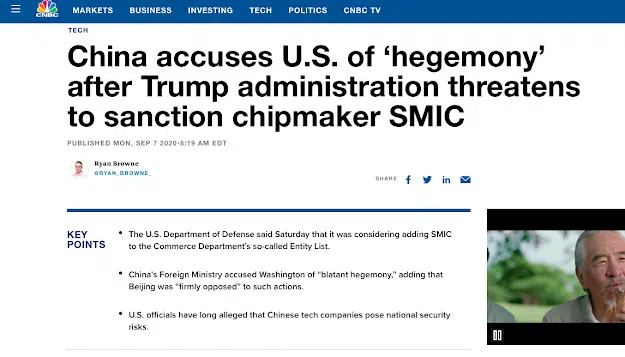 CNBC
MARKETS BUSINESS INVESTING TECH POLITICS CNBC TV
TECH
China accuses U.S. of ‘hegemony’
after Trump administration threatens
to sanction chipmaker SMIC
PUBLISHED MON, SEP 7 2020•8:19 AM EDT
Ryan Browne
@RYAN_BROWNE_
SHARE
KEY
POINTS
The U.S. Department of Defense said Saturday that it was considering adding SMIC
to the Commerce Department’s so-called Entity List.
China’s Foreign Ministry accused Washington of “blatant hegemony,” adding that
Beijing was “firmly opposed” to such actions.
U.S. officials have long alleged that Chinese tech companies pose national security
risks.